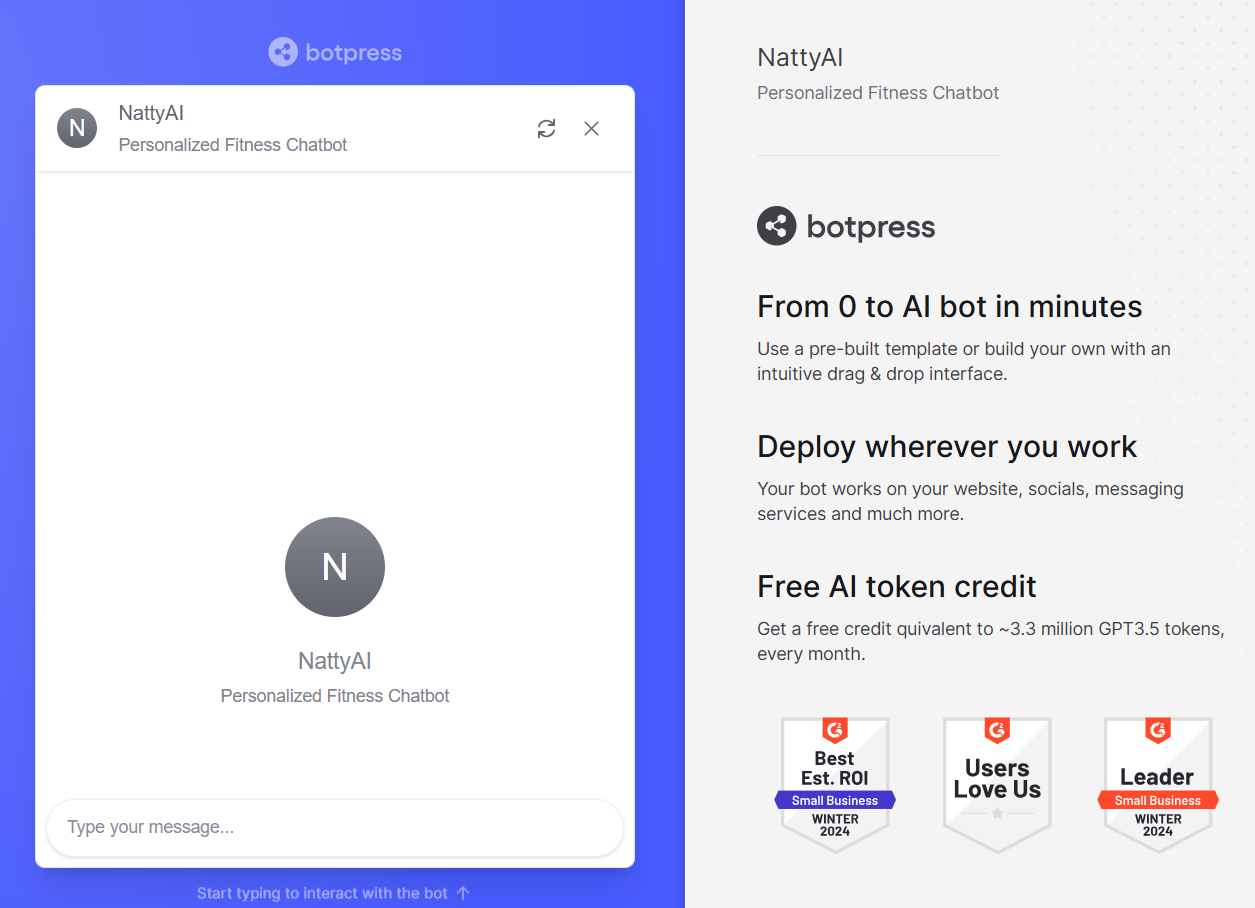 botpress
N
NattyAI
Personalized Fitness Chatbot
N
NattyAI
Personalized Fitness Chatbot
Type your message...
Start typing to interact with the bot ↑
NattyAI
Personalized Fitness Chatbot
botpress
From 0 to AI bot in minutes
Use a pre-built template or build your own with an
intuitive drag & drop interface.
Deploy wherever you work
Your bot works on your website, socials, messaging
services and much more.
Free AI token credit
Get a free credit quivalent to ~3.3 million GPT3.5 tokens,
every month.
G2
Best
Est. ROI
Small Business
WINTER
2024
G2
Users
Love Us
G2
Leader
Small Business
WINTER
2024